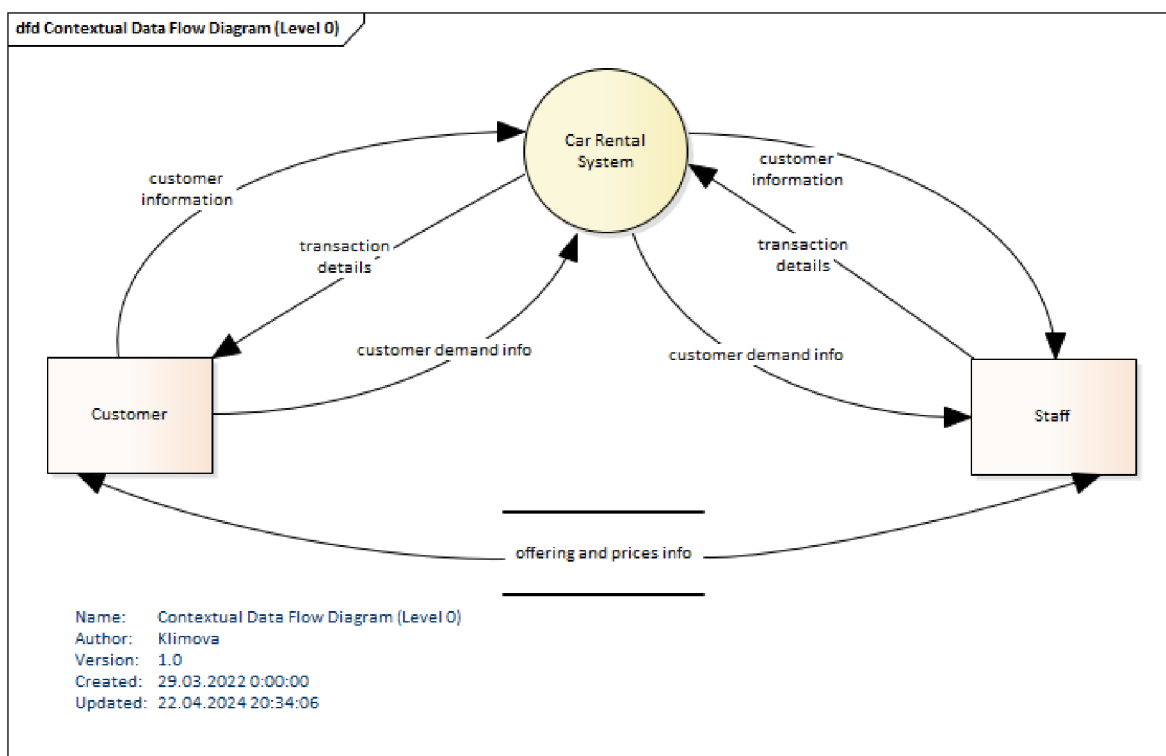 dfd Contextual Data Flow Diagram (Level 0)
Car Rental
System
customer
information
customer
information
transaction
details
transaction
details
customer demand info
customer demand info
Customer
Staff
offering and prices info
Name: Contextual Data Flow Diagram (Level 0)
Author: Klimova
Version: 1.0
Created: 29.03.2022 0:00:00
Updated: 22.04.2024 20:34:06